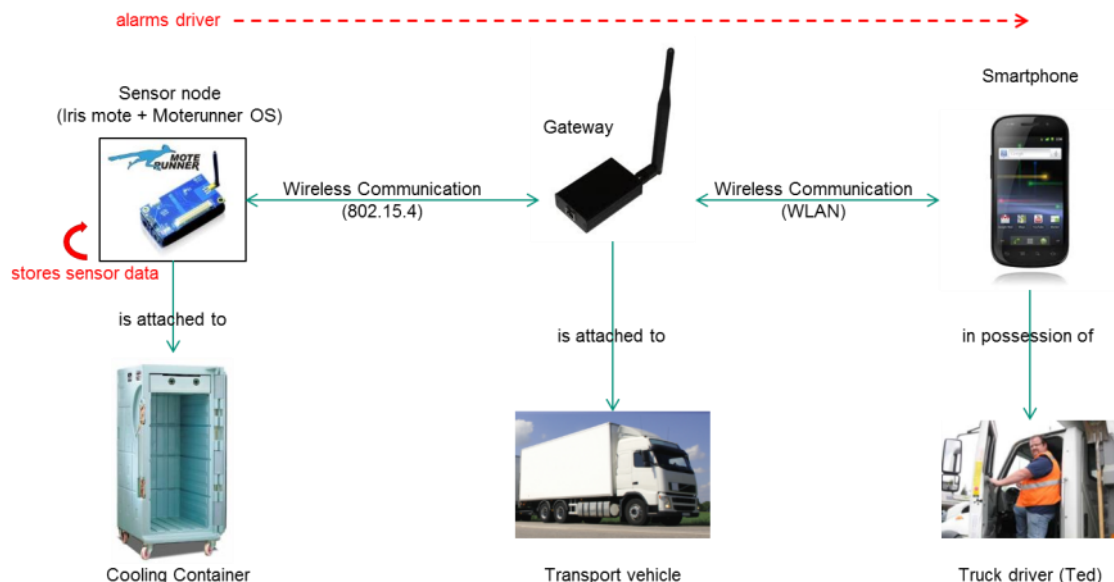 alarms driver
Smartphone
Sensor node
(Iris mote + Moterunner OS)
Gateway
MOTE
RUNNER
Wireless Communication
(802.15.4)
Wireless Communication
(WLAN)
stores sensor data
is attached to
is attached to
in possession of
Cooling Container
Transport vehicle
Truck driver (Ted)